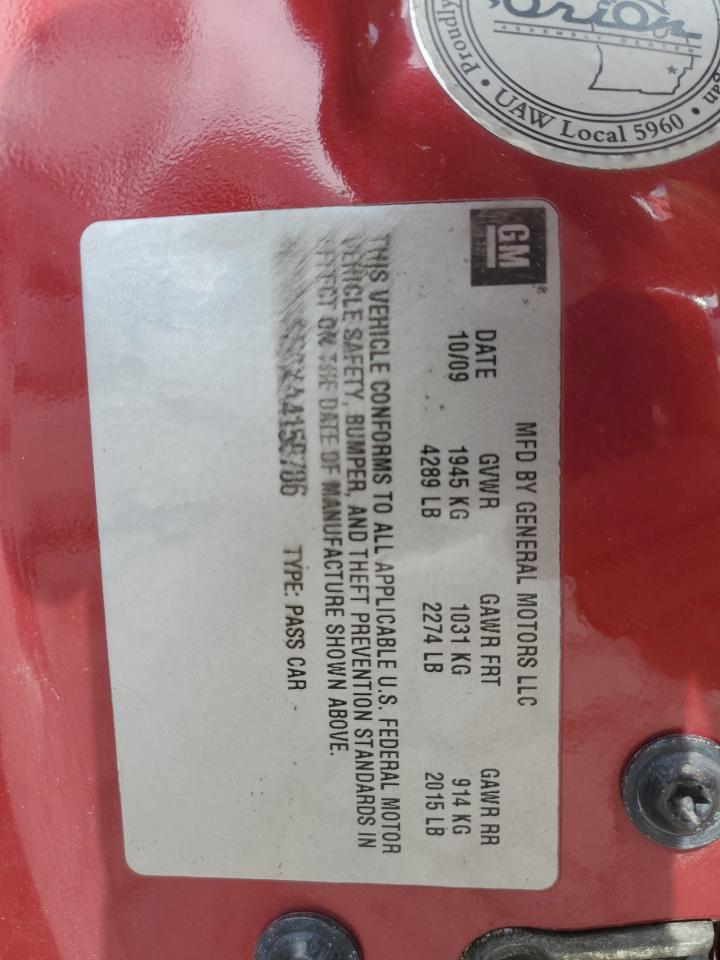 Orion
ASSEMBLY CENTER
Proudly
• UAW Local 5960 •
GM
MFD BY GENERAL MOTORS LLC
DATE GVWR GAWR FRT GAWR RR
10/09 1945 KG 1031 KG 914 KG
4289 LB 2274 LB 2015 LB
THIS VEHICLE CONFORMS TO ALL APPLICABLE U.S. FEDERAL MOTOR
VEHICLE SAFETY, BUMPER, AND THEFT PREVENTION STANDARDS IN
EFFECT ON THE DATE OF MANUFACTURE SHOWN ABOVE.
TYPE: PASS CAR